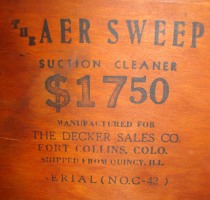 THE AER SWEEP
SUCTION CLEANER
$1750
MANUFACTURED FOR
THE DECKER SALES CO.
FORT COLLINS, COLO.
SHIPPED FROM QUINCY, ILL.
SERIAL (NO.C-42)